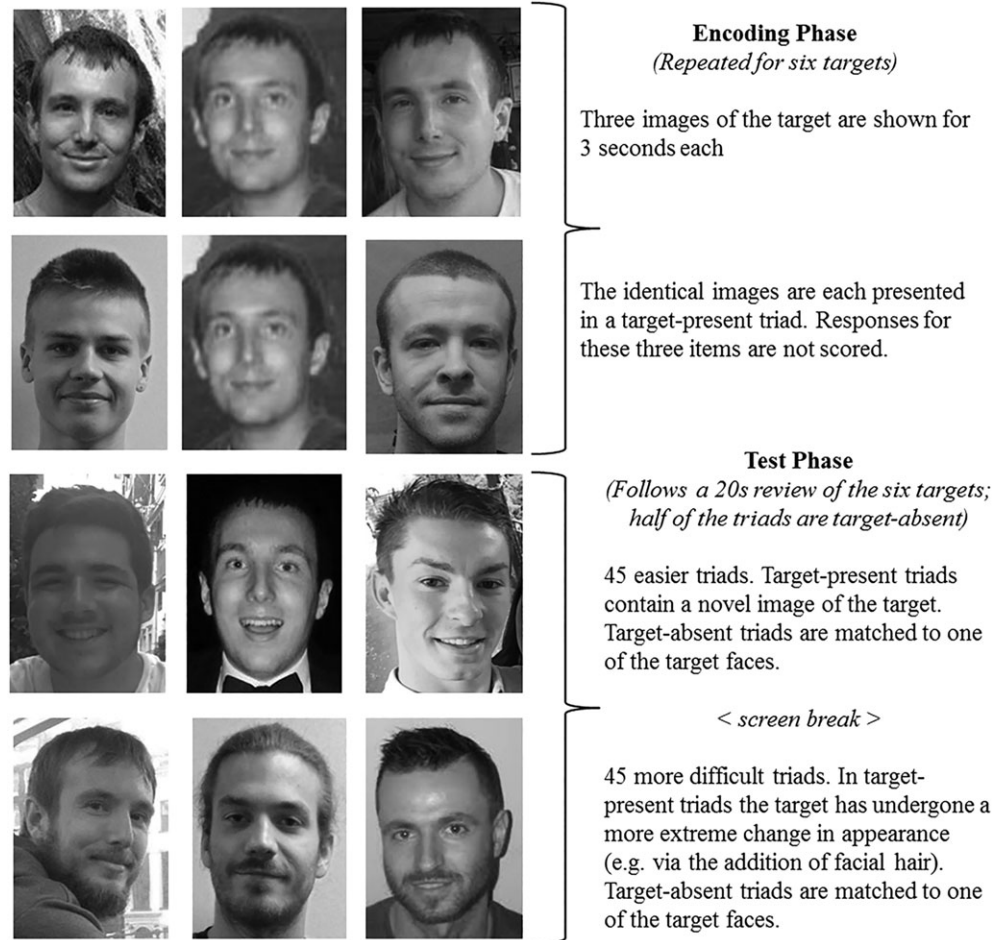 Encoding Phase
(Repeated for six targets)
Three images of the target are shown for
3 seconds each
The identical images are each presented
in a target-present triad. Responses for
these three items are not scored.
Test Phase
(Follows a 20s review of the six targets;
half of the triads are target-absent)
45 easier triads. Target-present triads
contain a novel image of the target.
Target-absent triads are matched to one
of the target faces.
< screen break >
45 more difficult triads. In target-
present triads the target has undergone a
more extreme change in appearance
(e.g. via the addition of facial hair).
Target-absent triads are matched to one
of the target faces.